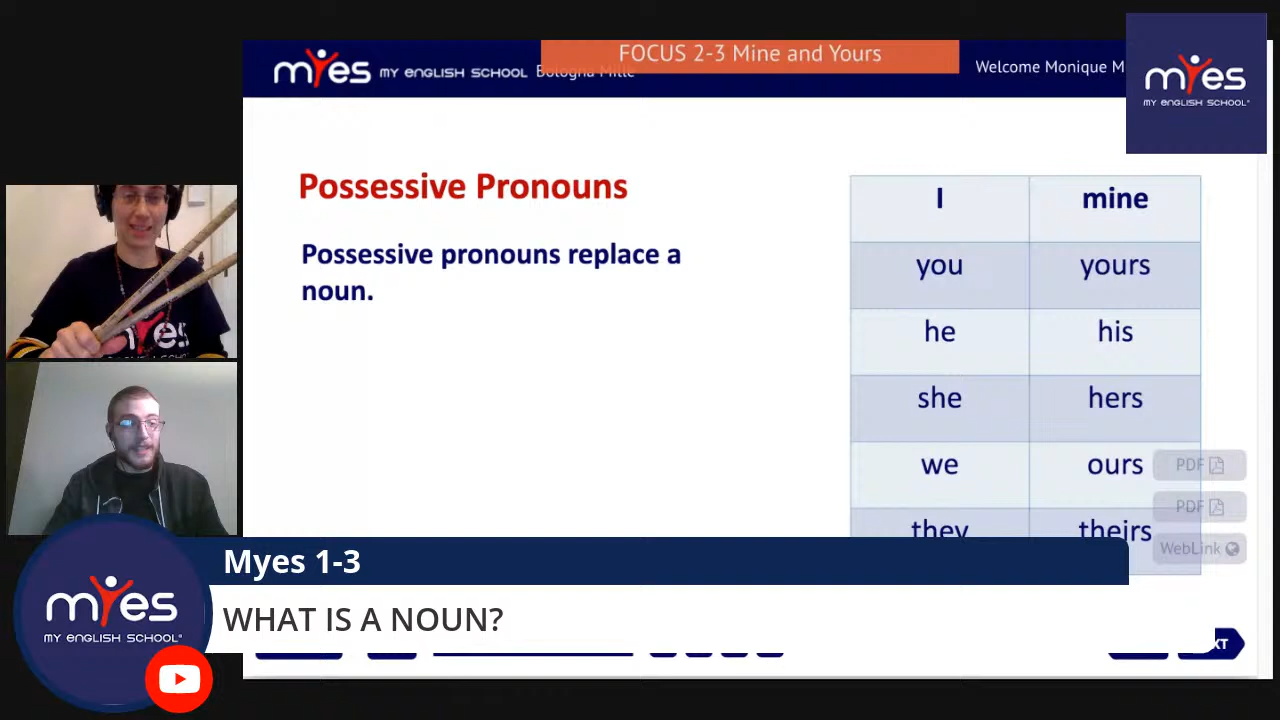 FOCUS 2-3 Mine and Yours
myes MY ENGLISH SCHOOL
Bologna Mille
Welcome Monique M
myes
MY ENGLISH SCHOOL
Possessive Pronouns
Possessive pronouns replace a
noun.
I mine
you yours
he his
she hers
we ours
they theirs
PDF
PDF
WebLink
myes
Myes 1-3
WHAT IS A NOUN?
myes
MY ENGLISH SCHOOL